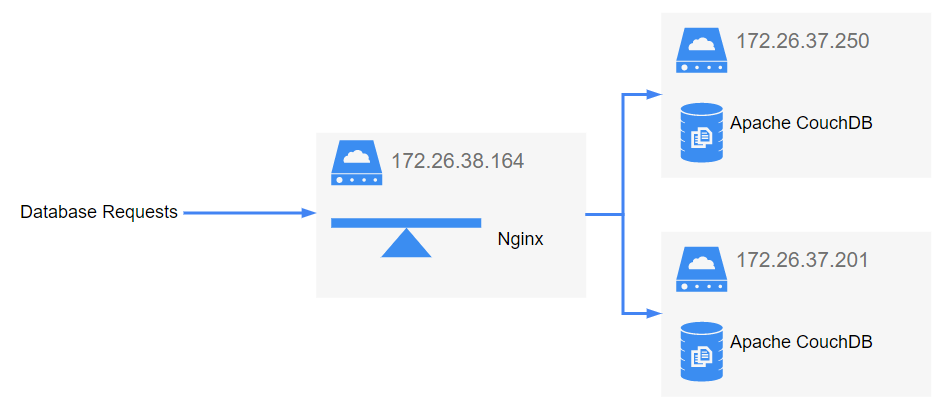 Database Requests
172.26.38.164
Nginx
172.26.37.250
Apache CouchDB
172.26.37.201
Apache CouchDB